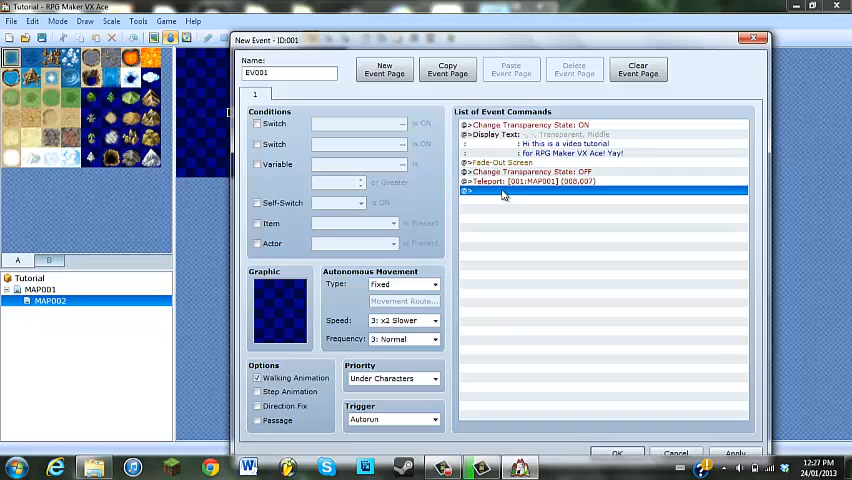 Tutorial - RPG Maker VX Ace
File Edit Mode Draw Scale Tools Game Help
New Event - ID:001
Name:
EV001
New Event Page
Copy Event Page
Paste Event Page
Delete Event Page
Clear Event Page
1
Conditions
Switch is ON
Switch is ON
Variable is
or Greater
Self-Switch is ON
Item is Present
Actor is Present
Graphic
Autonomous Movement
Type: Fixed
Movement Route...
Speed: 3: x2 Slower
Frequency: 3: Normal
Options
Walking Animation
Step Animation
Direction Fix
Passage
Priority
Under Characters
Trigger
Autorun
List of Event Commands
@>Change Transparency State: ON
@>Display Text: -, -, Transparent, Middle
: : Hi this is a video tutorial
: : for RPG Maker VX Ace! Yay!
@>Fade-Out Screen
@>Change Transparency State: OFF
@>Teleport: [001:MAP001] (008,007)
@>
OK Cancel Apply
A B
Tutorial
MAP001
MAP002
12:27 PM
24/01/2013